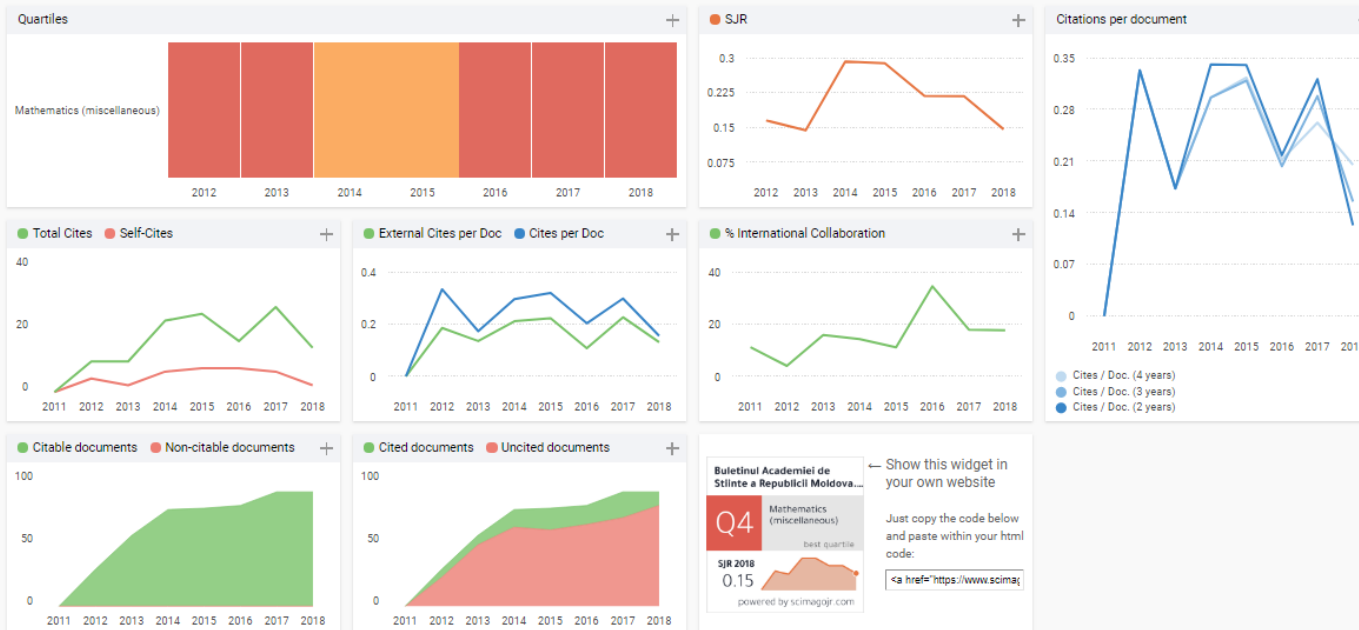 Quartiles
+
Mathematics (miscellaneous)
2012 2013 2014 2015 2016 2017 2018
SJR
+
0.3
0.225
0.15
0.075
2012 2013 2014 2015 2016 2017 2018
Citations per document
0.35
0.28
0.21
0.14
0.07
0
2011 2012 2013 2014 2015 2016 2017 201
Cites / Doc. (4 years)
Cites / Doc. (3 years)
Cites / Doc. (2 years)
Total Cites Self-Cites
+
40
20
0
2011 2012 2013 2014 2015 2016 2017 2018
External Cites per Doc Cites per Doc
+
0.4
0.2
0
2011 2012 2013 2014 2015 2016 2017 2018
% International Collaboration
+
40
20
0
2011 2012 2013 2014 2015 2016 2017 2018
Citable documents Non-citable documents
+
100
50
0
2011 2012 2013 2014 2015 2016 2017 2018
Cited documents Uncited documents
+
100
50
0
2011 2012 2013 2014 2015 2016 2017 2018
Buletinul Academiei de
Stiinte a Republicii Moldova....
Q4
Mathematics
(miscellaneous)
best quartile
SJR 2018
0.15
powered by scimagojr.com
← Show this widget in
your own website
Just copy the code below
and paste within your html
code:
<a href="https://www.scimag